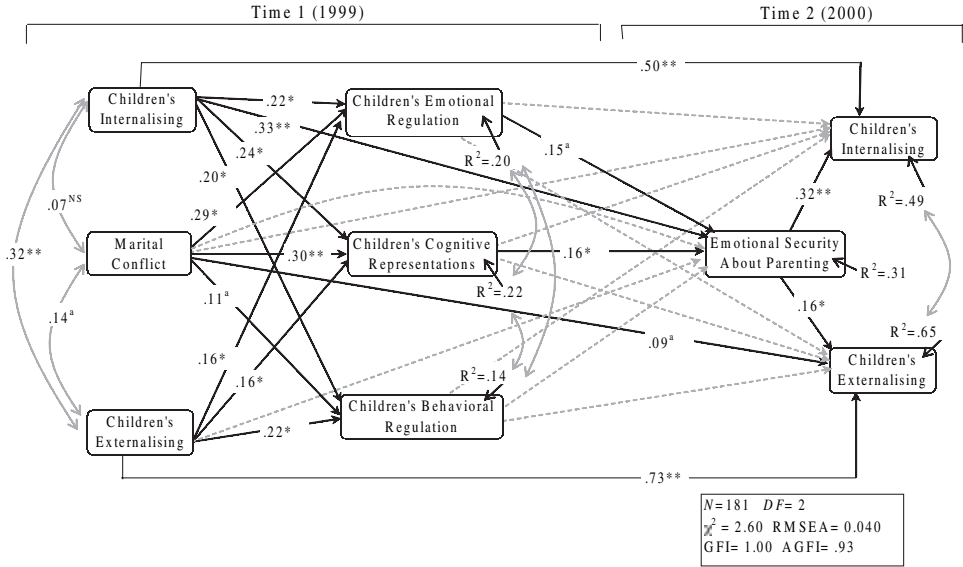 Time 1 (1999)
Time 2 (2000)
.50**
Children's
Internalising
Children's Emotional
Regulation
Children's
Internalising
.22*
.33**
.24*
.20*
R²=.20
.15ᵃ
.07ᴺˢ
.29*
.32**
R²=.49
.32**
Marital
Conflict
.30**
Children's Cognitive
Representations
.16*
Emotional Security
About Parenting
R²=.31
R²=.22
.11ᵃ
.14ᵃ
.16*
R²=.65
.09ᵃ
.16*
.16*
R²=.14
Children's
Externalising
Children's
Externalising
.22*
Children's Behavioral
Regulation
.73**
N=181 DF= 2
χ² = 2.60 RMSEA= 0.040
GFI= 1.00 AGFI= .93